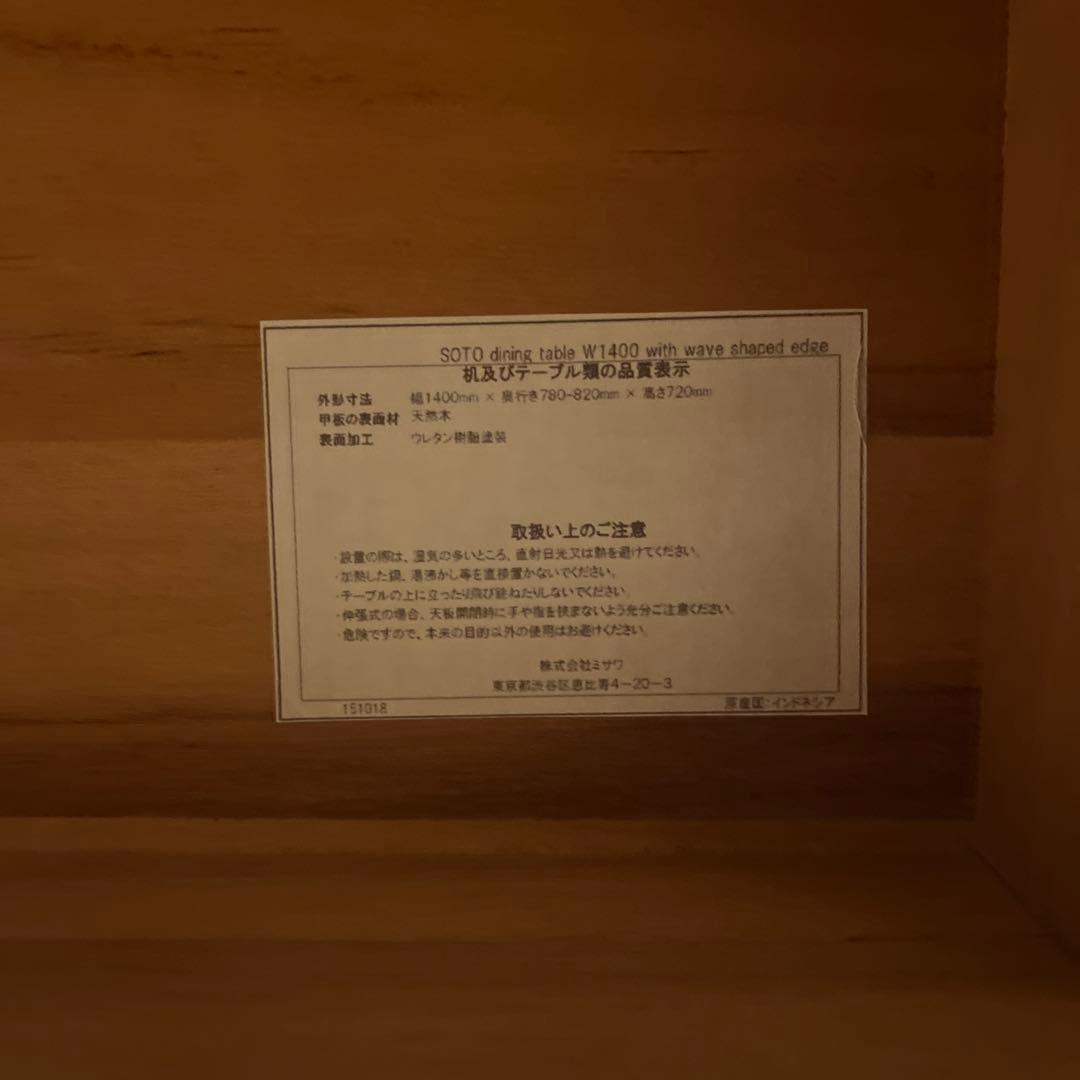 SOTO dining table W1400 with wave shaped edge
机及びテーブル類の品質表示
外形寸法 幅1400mm × 奥行き780~820mm × 高さ720mm
甲板の表面材 天然木
表面加工 ウレタン樹脂塗装
取扱い上のご注意
・設置の際は、湿気の多いところ、直射日光又は熱を避けてください。
・加熱した鍋、湯沸かし等を直接置かないでください。
・テーブルの上に立ったり飛び跳ねたりしないでください。
・伸張式の場合、天板開閉時に手や指を挟まないよう充分ご注意ください。
・危険ですので、本来の目的以外の使用はお避けください。
株式会社ミサワ
東京都渋谷区恵比寿4-20-3
151018 原産国:インドネシア